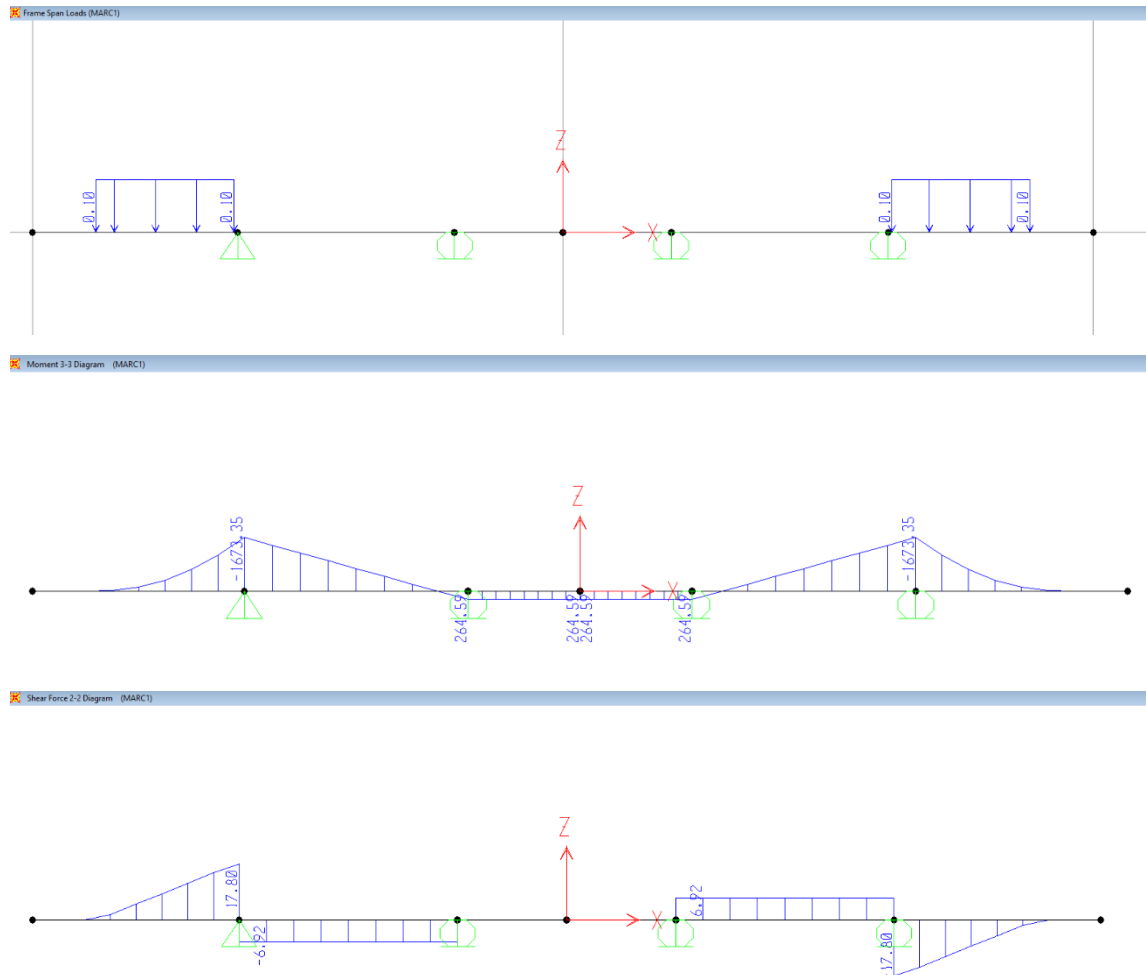 Frame Span Loads (MARC1)
Z
0.10
0.10
0.10
0.10
X
Moment 3-3 Diagram (MARC1)
Z
-1673.35
-1673.35
X
264.59
264.59
264.59
264.59
Shear Force 2-2 Diagram (MARC1)
Z
17.80
6.92
X
-6.92
17.80